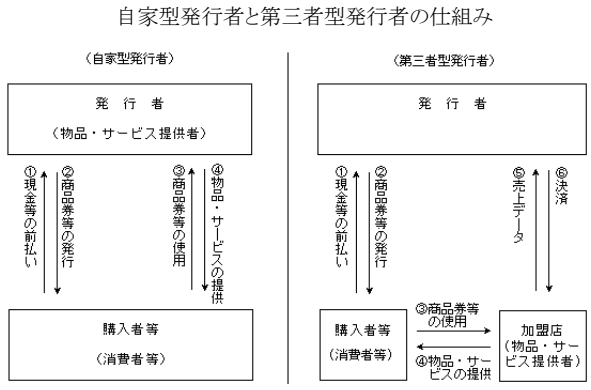 自家型発行者と第三者型発行者の仕組み
（自家型発行者）
発　行　者
（物品・サービス提供者）
①現金等の前払い
②商品券等の発行
③商品券等の使用
④物品・サービスの提供
購入者等
（消費者等）
（第三者型発行者）
発　行　者
①現金等の前払い
②商品券等の発行
⑤売上データ
⑥決済
購入者等
（消費者等）
③商品券等
の使用
④物品・サービ
スの提供
加盟店
（物品・サー
ビス提供者）